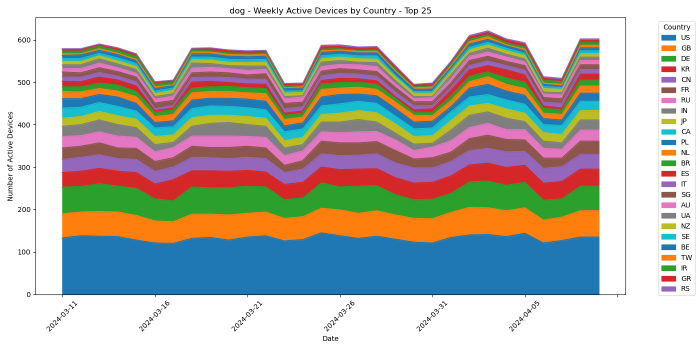 dog - Weekly Active Devices by Country - Top 25
Number of Active Devices
600
500
400
300
200
100
0
2024-03-11
2024-03-16
2024-03-21
2024-03-26
2024-03-31
2024-04-05
Date
Country
US
GB
DE
KR
CN
FR
RU
IN
JP
CA
PL
NL
BR
ES
IT
SG
AU
UA
NZ
SE
BE
TW
IR
GR
RS